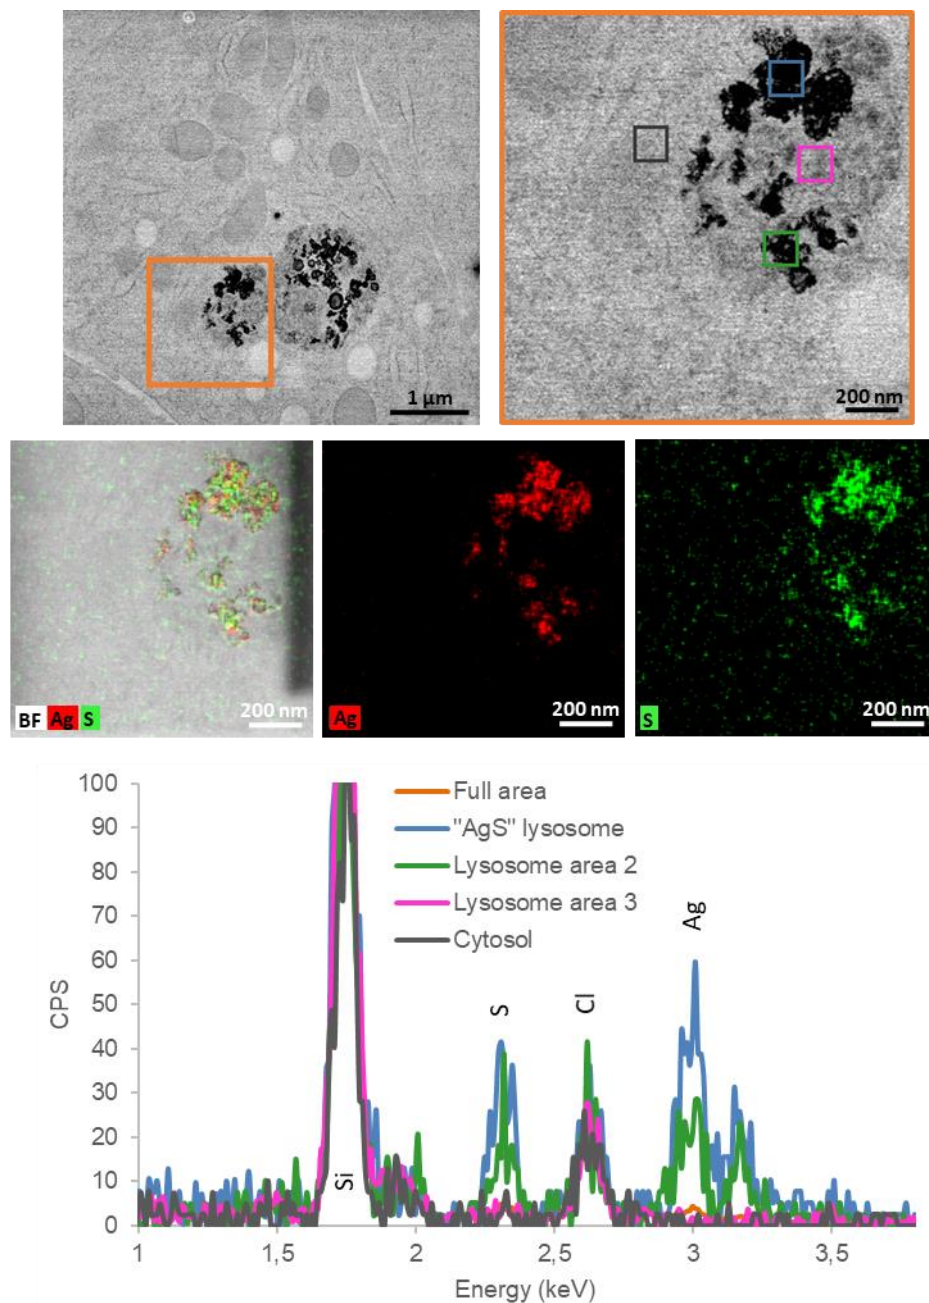 1 µm
200 nm
BF Ag S
200 nm
Ag
200 nm
S
200 nm
100
90
80
70
60
50
40
30
20
10
0
CPS
Full area
"AgS" lysosome
Lysosome area 2
Lysosome area 3
Cytosol
Si
S
Cl
Ag
1
1,5
2
2,5
3
3,5
Energy (keV)